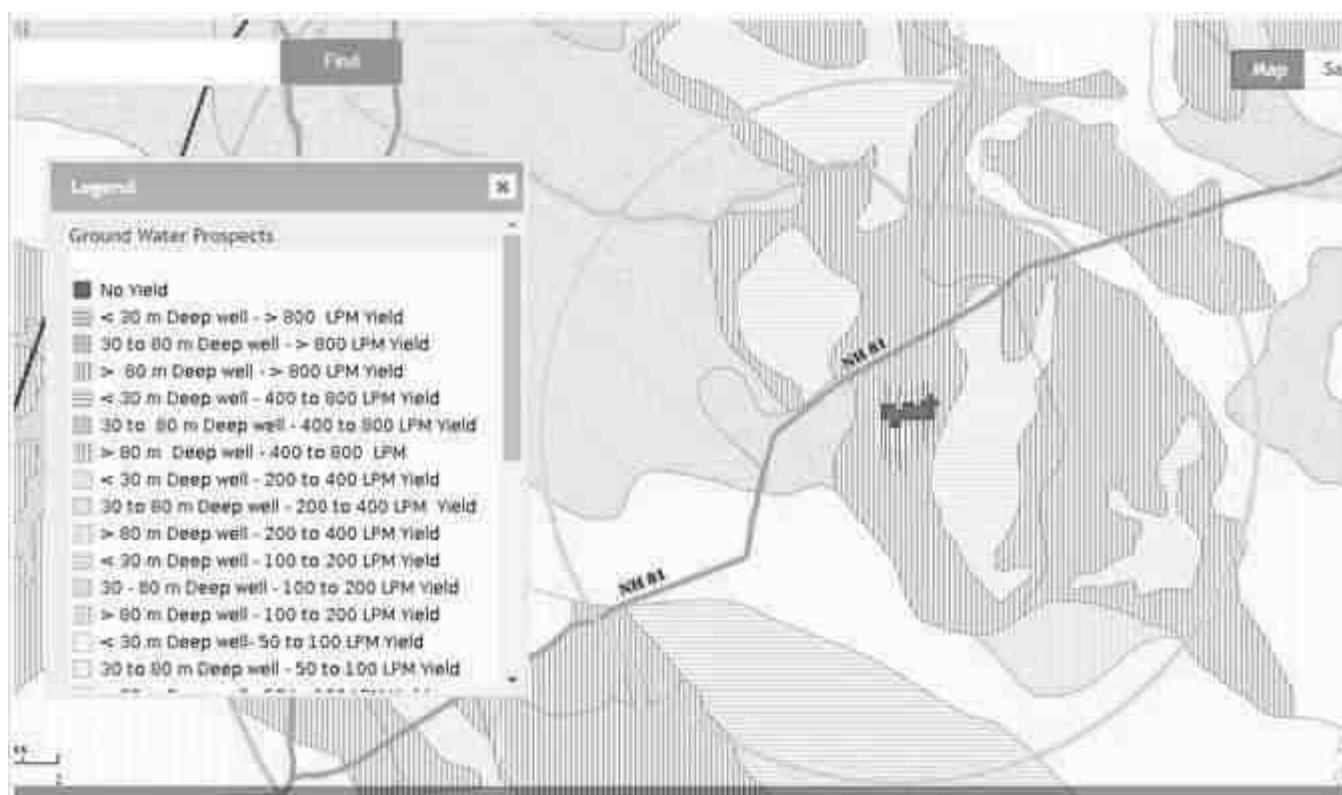 Find
Map
Legend
Ground Water Prospects
No Yield
< 30 m Deep well - > 800 LPM Yield
30 to 80 m Deep well - > 800 LPM Yield
> 80 m Deep well - > 800 LPM Yield
< 30 m Deep well - 400 to 800 LPM Yield
30 to 80 m Deep well - 400 to 800 LPM Yield
> 80 m Deep well - 400 to 800 LPM
< 30 m Deep well - 200 to 400 LPM Yield
30 to 80 m Deep well - 200 to 400 LPM Yield
> 80 m Deep well - 200 to 400 LPM Yield
< 30 m Deep well - 100 to 200 LPM Yield
30 - 80 m Deep well - 100 to 200 LPM Yield
> 80 m Deep well - 100 to 200 LPM Yield
< 30 m Deep well- 50 to 100 LPM Yield
30 to 80 m Deep well - 50 to 100 LPM Yield
NH 81
NH 81